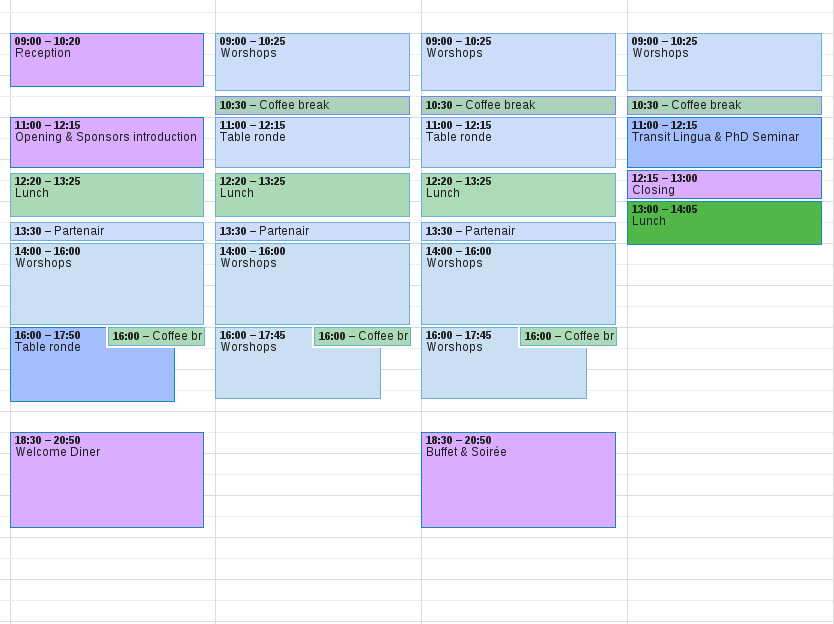 09:00 – 10:20
Reception
11:00 – 12:15
Opening & Sponsors introduction
12:20 – 13:25
Lunch
13:30 – Partenair
14:00 – 16:00
Worshops
16:00 – 17:50
Table ronde
16:00 – Coffee br
18:30 – 20:50
Welcome Diner
09:00 – 10:25
Worshops
10:30 – Coffee break
11:00 – 12:15
Table ronde
12:20 – 13:25
Lunch
13:30 – Partenair
14:00 – 16:00
Worshops
16:00 – 17:45
Worshops
16:00 – Coffee br
09:00 – 10:25
Worshops
10:30 – Coffee break
11:00 – 12:15
Table ronde
12:20 – 13:25
Lunch
13:30 – Partenair
14:00 – 16:00
Worshops
16:00 – 17:45
Worshops
16:00 – Coffee br
18:30 – 20:50
Buffet & Soirée
09:00 – 10:25
Worshops
10:30 – Coffee break
11:00 – 12:15
Transit Lingua & PhD Seminar
12:15 – 13:00
Closing
13:00 – 14:05
Lunch